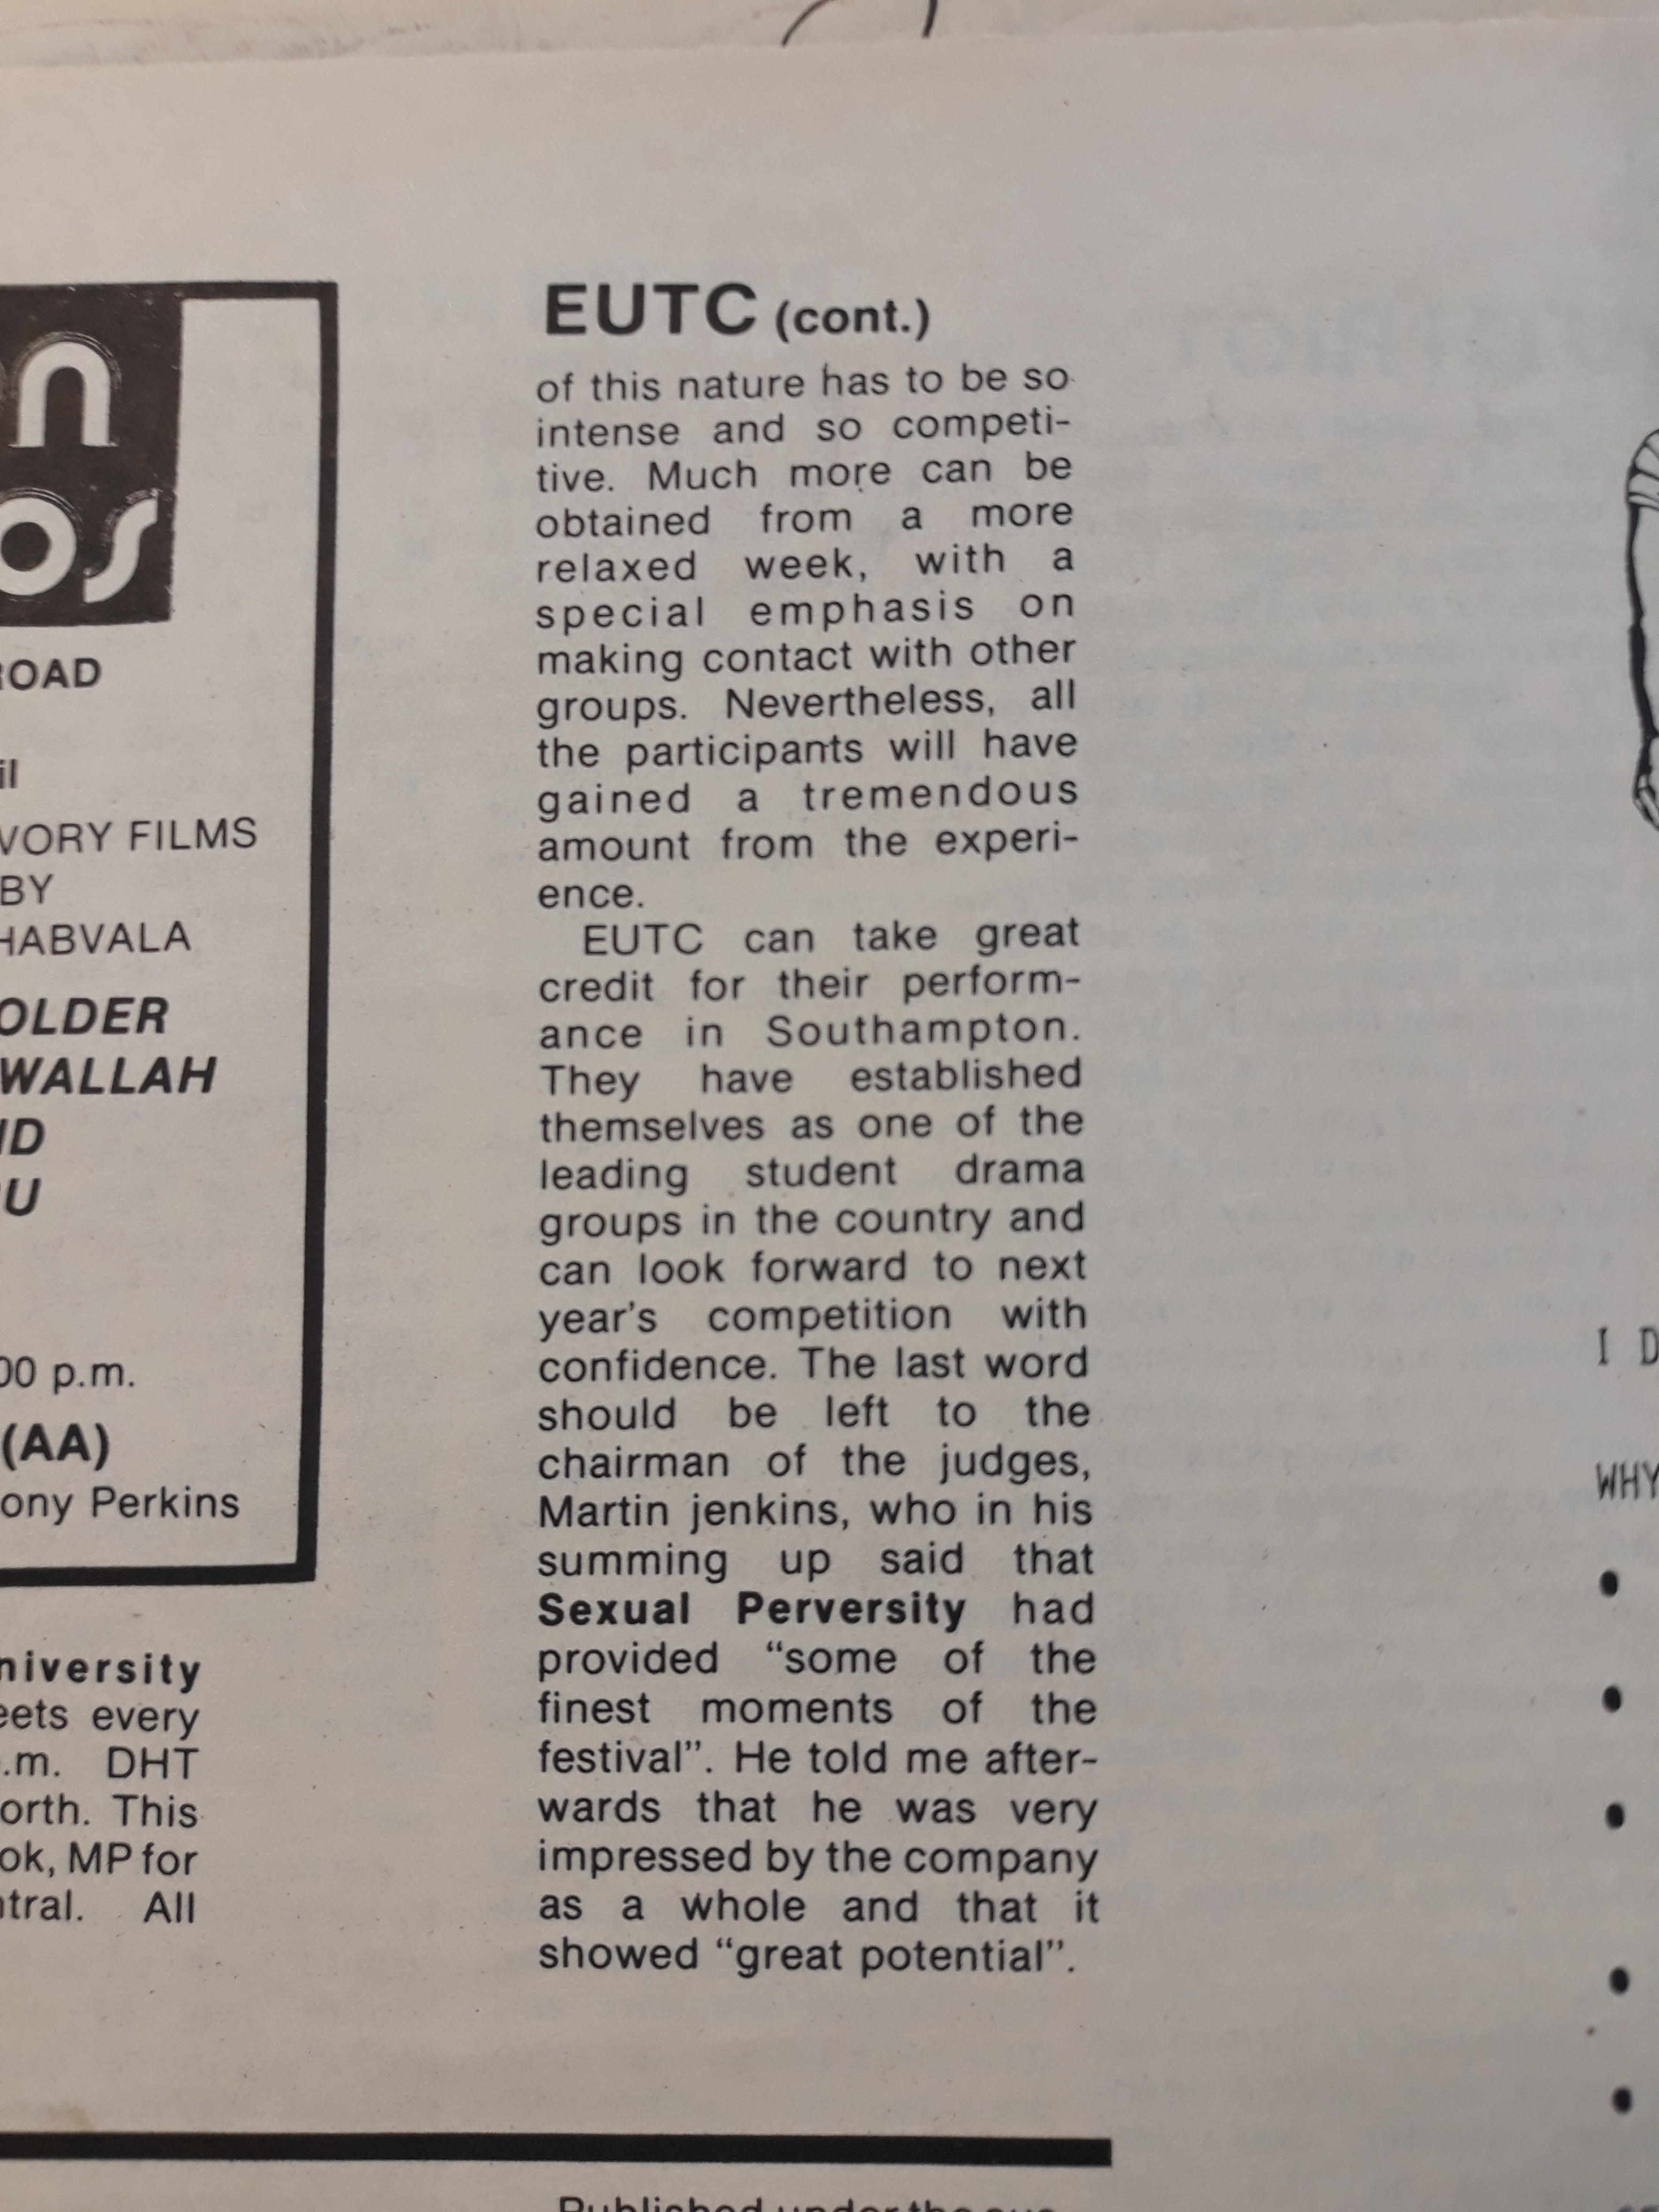 ROAD
VORY FILMS
BY
HABVALA
OLDER
WALLAH
00 p.m.
(AA)
ony Perkins
niversity
eets every
.m. DHT
orth. This
ok, MP for
ntral. All
EUTC (cont.)
of this nature has to be so
intense and so competi-
tive. Much more can be
obtained from a more
relaxed week, with a
special emphasis on
making contact with other
groups. Nevertheless, all
the participants will have
gained a tremendous
amount from the experi-
ence.
EUTC can take great
credit for their perform-
ance in Southampton.
They have established
themselves as one of the
leading student drama
groups in the country and
can look forward to next
year's competition with
confidence. The last word
should be left to the
chairman of the judges,
Martin jenkins, who in his
summing up said that
Sexual Perversity had
provided “some of the
finest moments of the
festival”. He told me after-
wards that he was very
impressed by the company
as a whole and that it
showed “great potential”.
I D
WHY